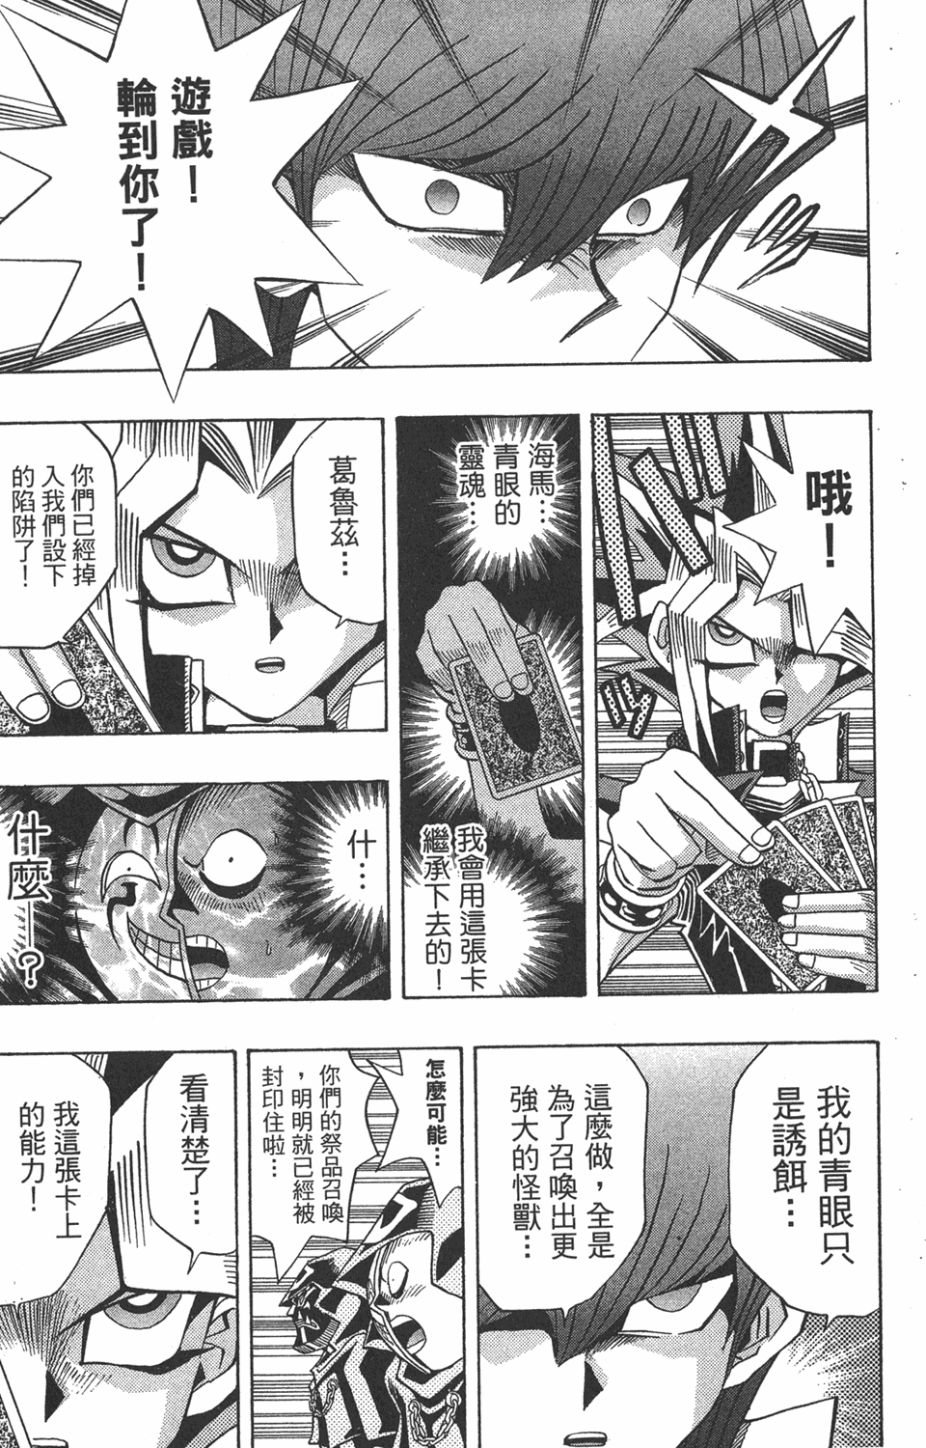 遊戲！
輪到你了！
哦！
海馬…
青眼的
靈魂…
我會用這張卡
繼承下去的！
葛魯茲…
你們已經掉
入我們設下
的陷阱了！
什…
什麼─？
我的青眼只
是誘餌…
這麼做，全是
為了召喚出更
強大的怪獸…
怎麼可能…
你們的祭品召喚
，明明就已經被
封印住啦…
看清楚了…
我這張卡上
的能力！